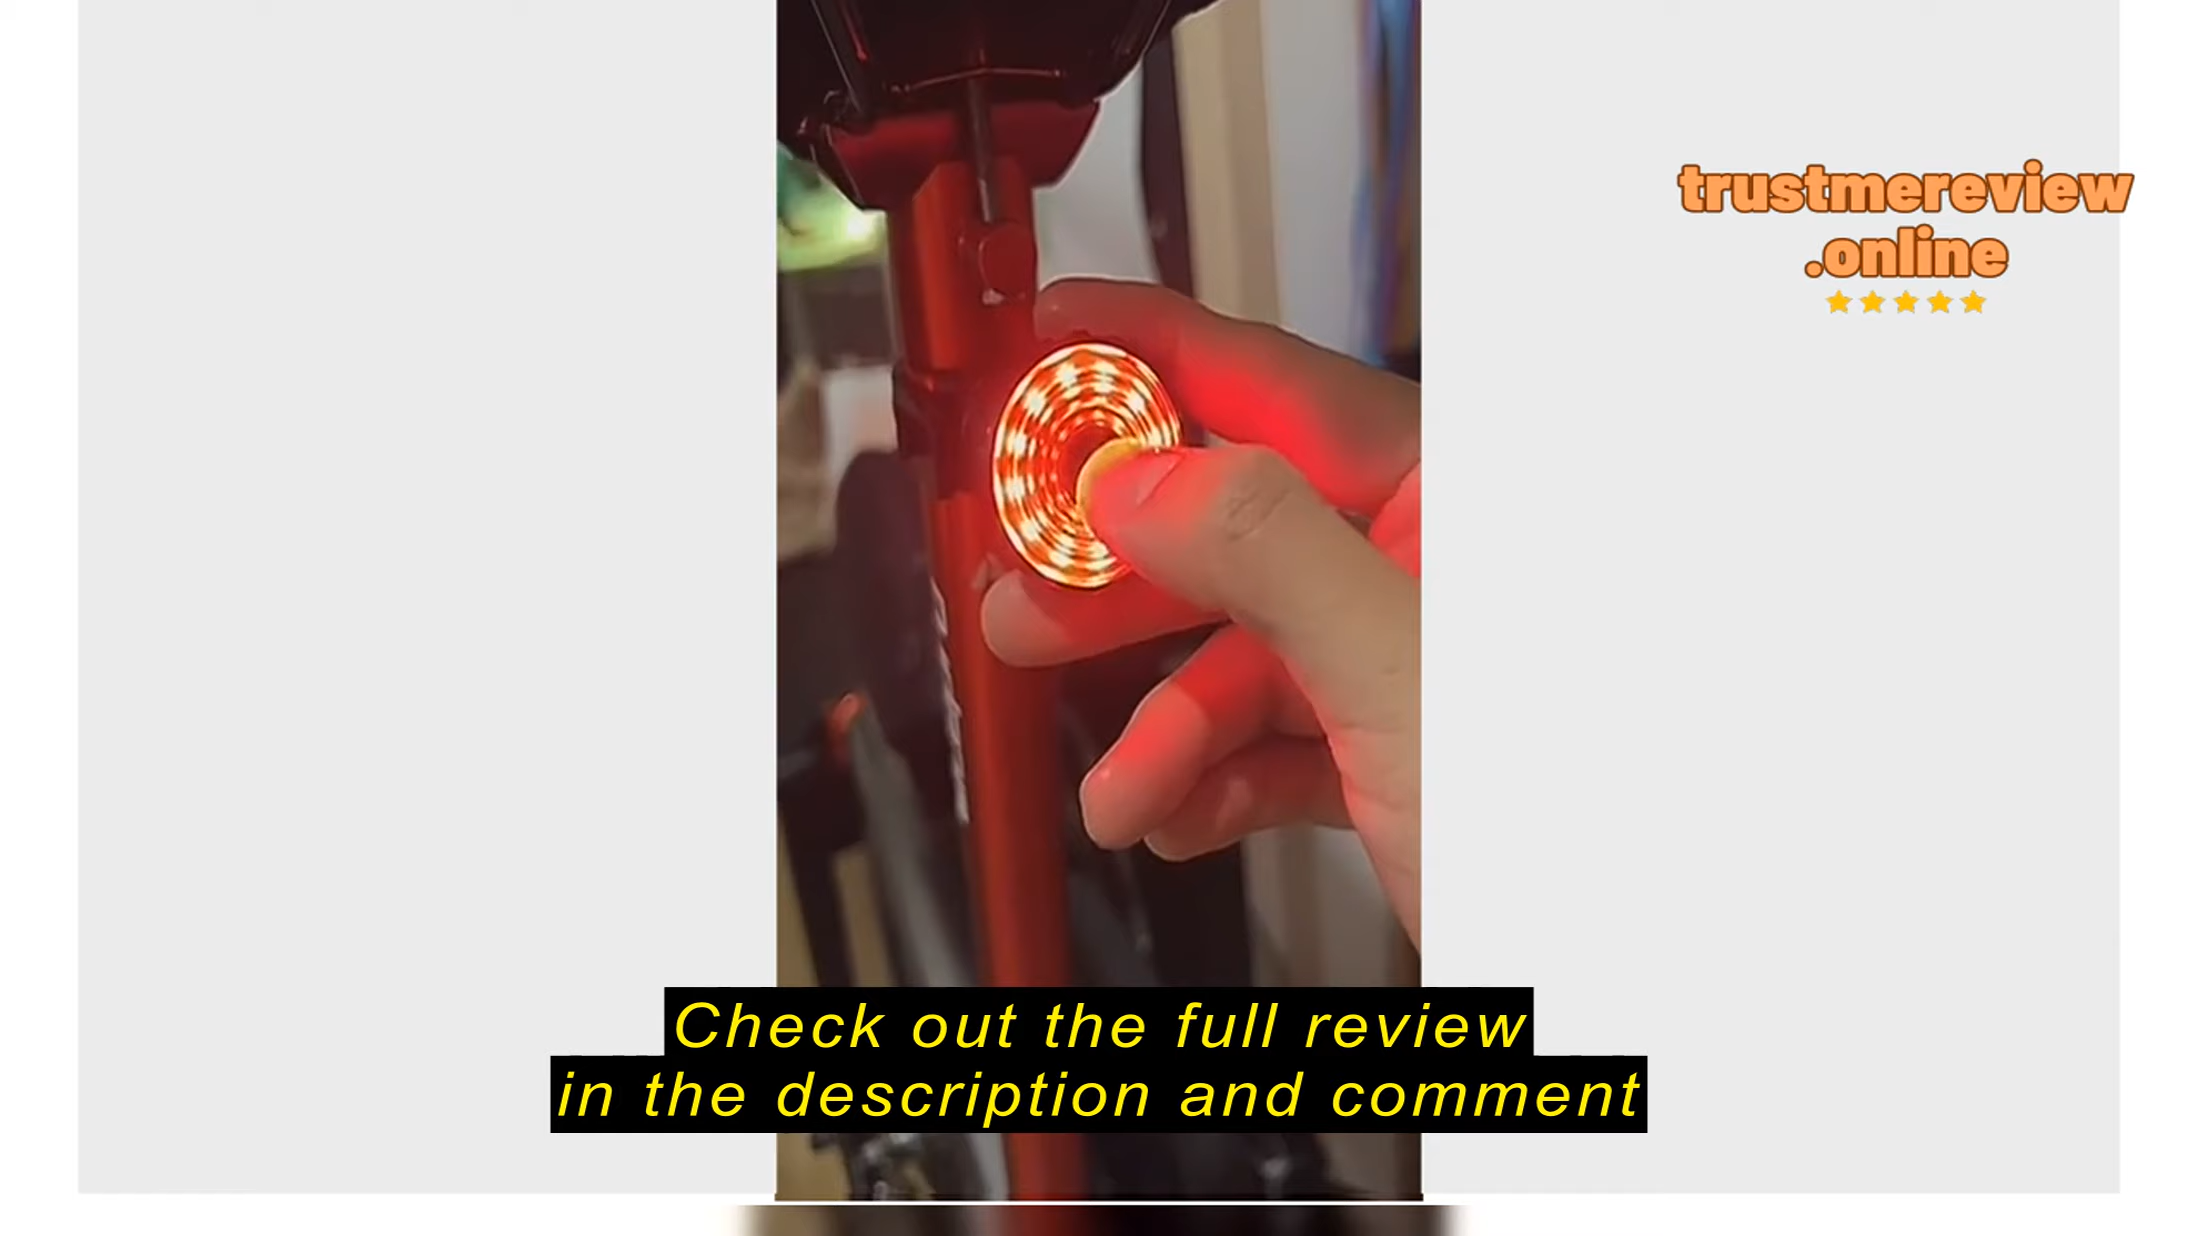 trustmereview
.online
Check out the full review
in the description and comment